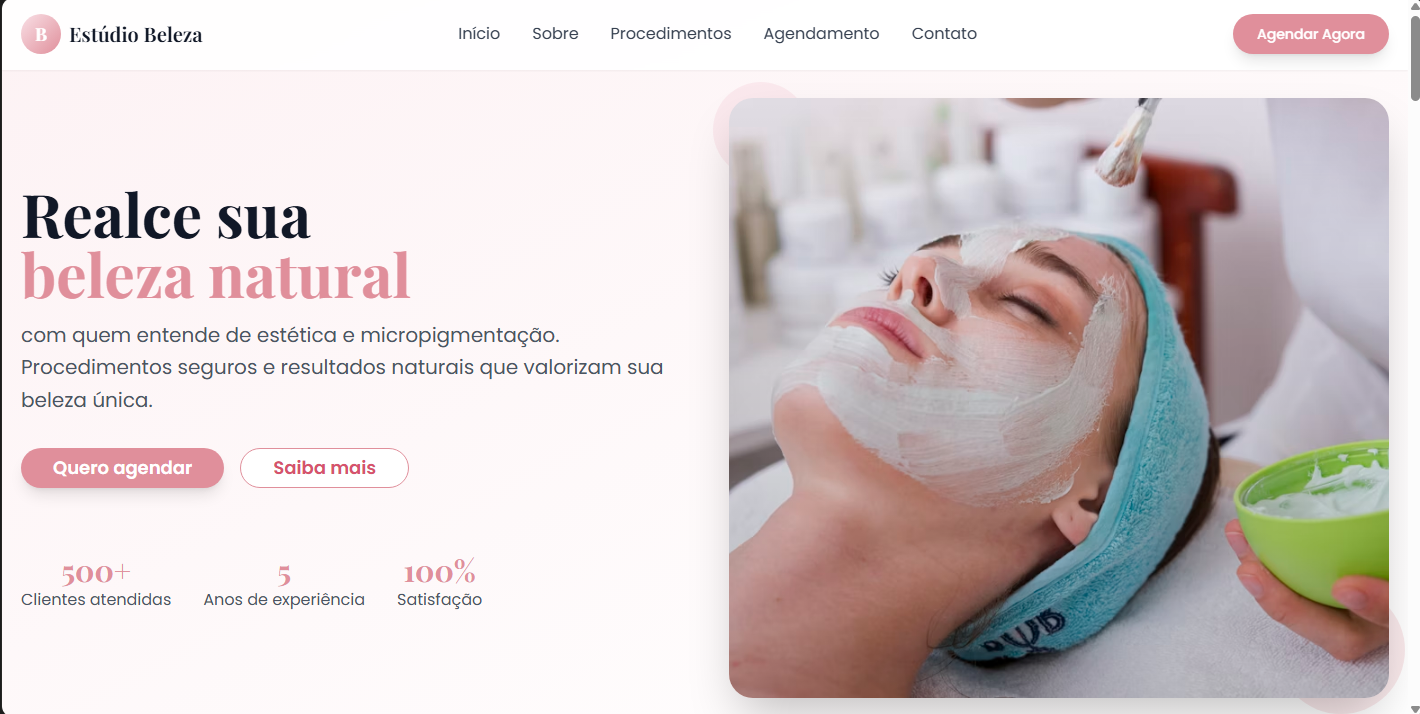 B
Estúdio Beleza
Início
Sobre
Procedimentos
Agendamento
Contato
Agendar Agora
Realce sua
beleza natural
com quem entende de estética e micropigmentação.
Procedimentos seguros e resultados naturais que valorizam sua
beleza única.
Quero agendar
Saiba mais
500+
Clientes atendidas
5
Anos de experiência
100%
Satisfação